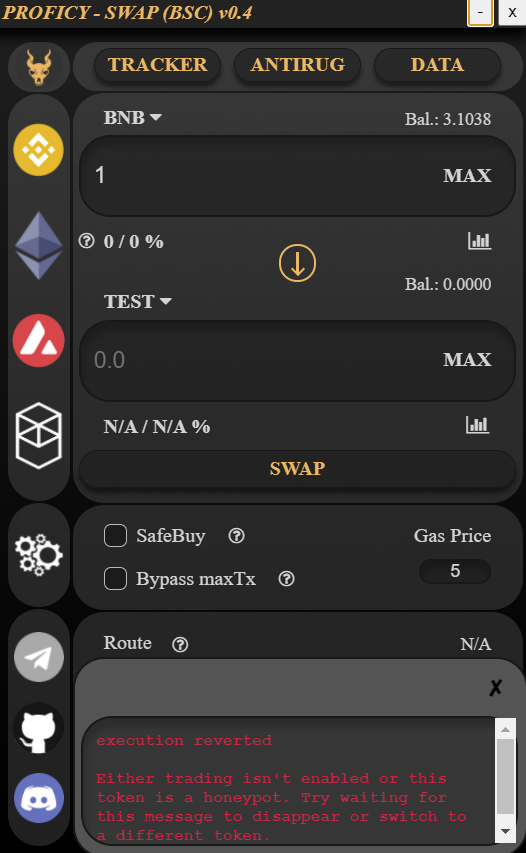 PROFICY - SWAP (BSC) v0.4
- x
TRACKER ANTIRUG DATA
BNB Bal.: 3.1038
1 MAX
? 0 / 0 %
Bal.: 0.0000
TEST
0.0 MAX
N/A / N/A %
SWAP
SafeBuy ? Gas Price
Bypass maxTx ? 5
Route ? N/A
✗
execution reverted
Either trading isn't enabled or this
token is a honeypot. Try waiting for
this message to disappear or switch to
a different token.